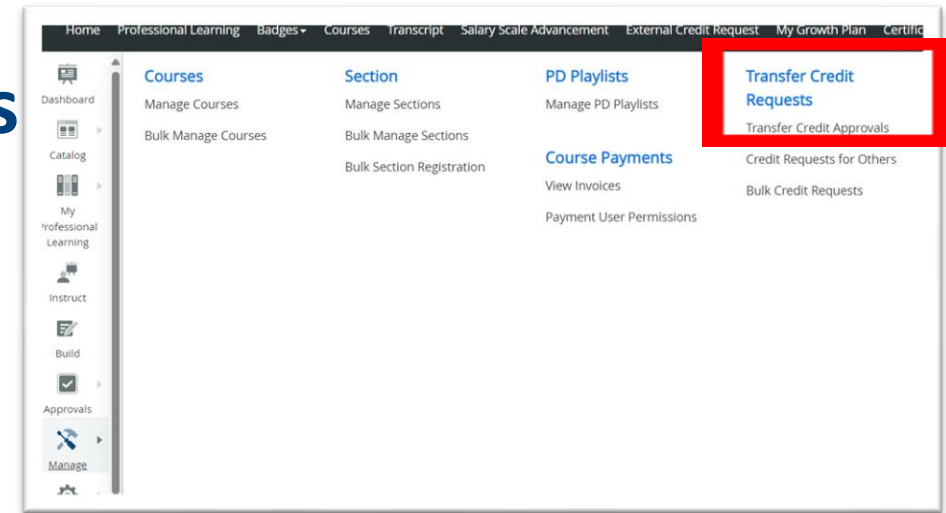 Home Professional Learning Badges Courses Transcript Salary Scale Advancement External Credit Request My Growth Plan
s
Dashboard
Catalog
My
Learning
Instruct
Build
Approvals
Manage
Courses
Manage Courses
Bulk Manage Courses
Section
Manage Sections
Bulk Manage Sections
Bulk Section Registration
PD Playlists
Manage PD Playlists
Course Payments
View Invoices
Payment User Permissions
Transfer Credit
Requests
Transfer Credit Approvals
Credit Requests for Others
Bulk Credit Requests